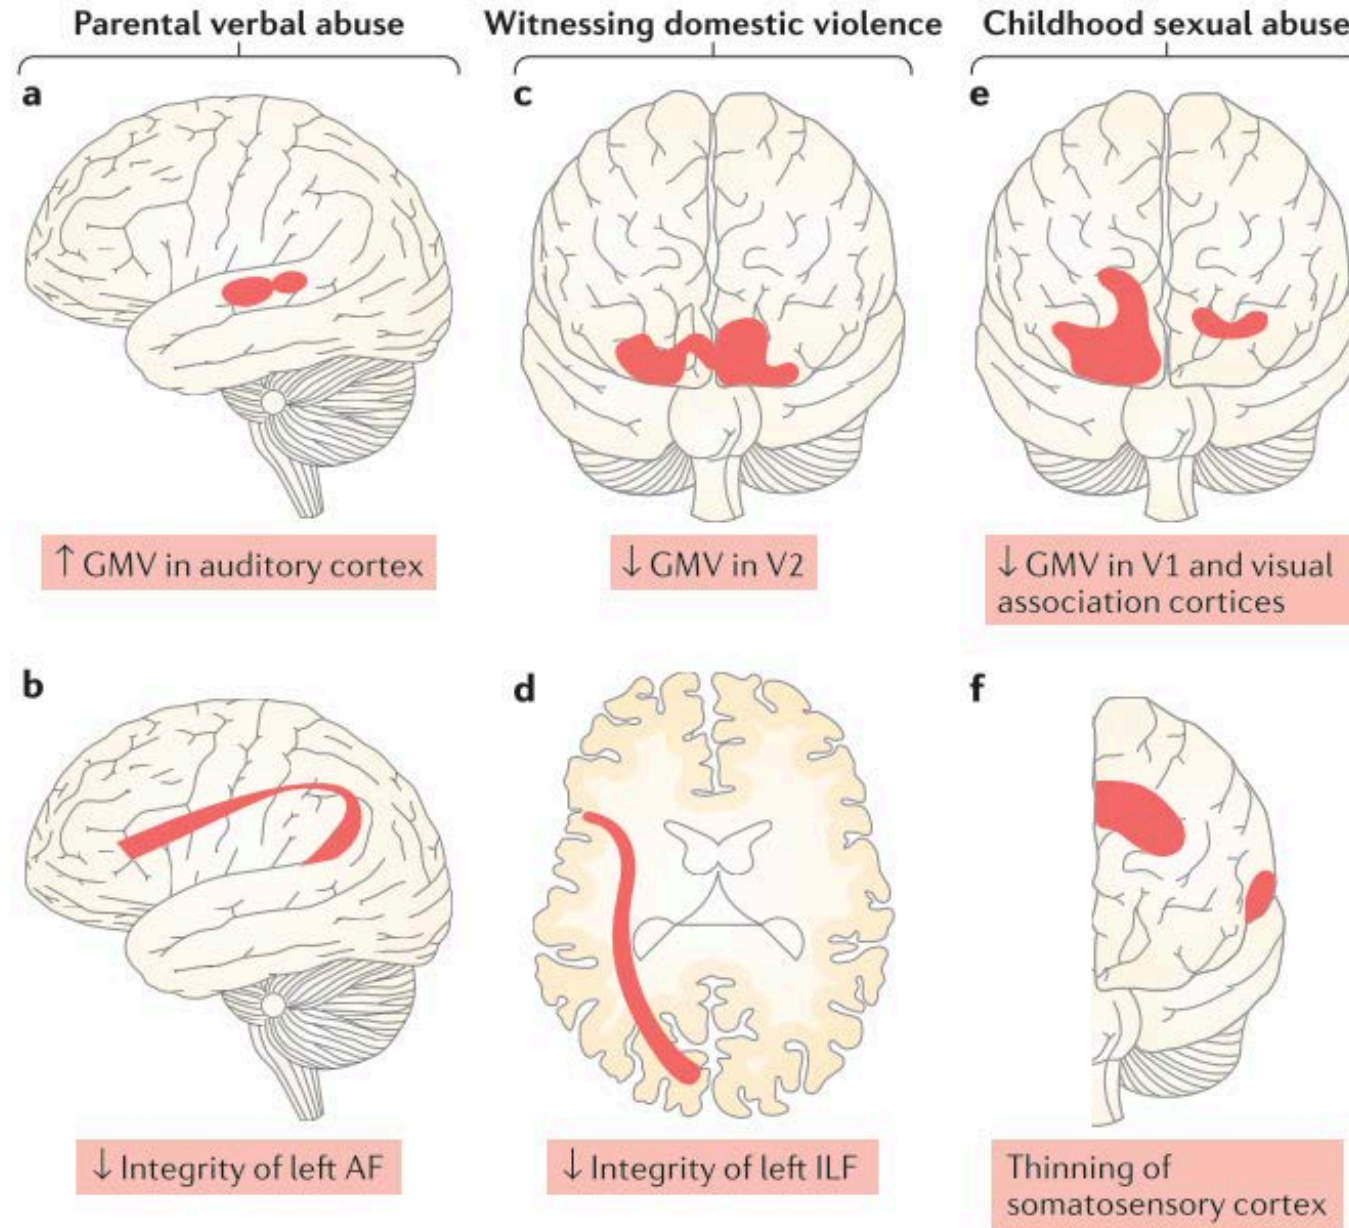 Parental verbal abuse
Witnessing domestic violence
Childhood sexual abuse
a
c
e
↑ GMV in auditory cortex
↓ GMV in V2
↓ GMV in V1 and visual
association cortices
b
d
f
↓ Integrity of left AF
↓ Integrity of left ILF
Thinning of
somatosensory cortex